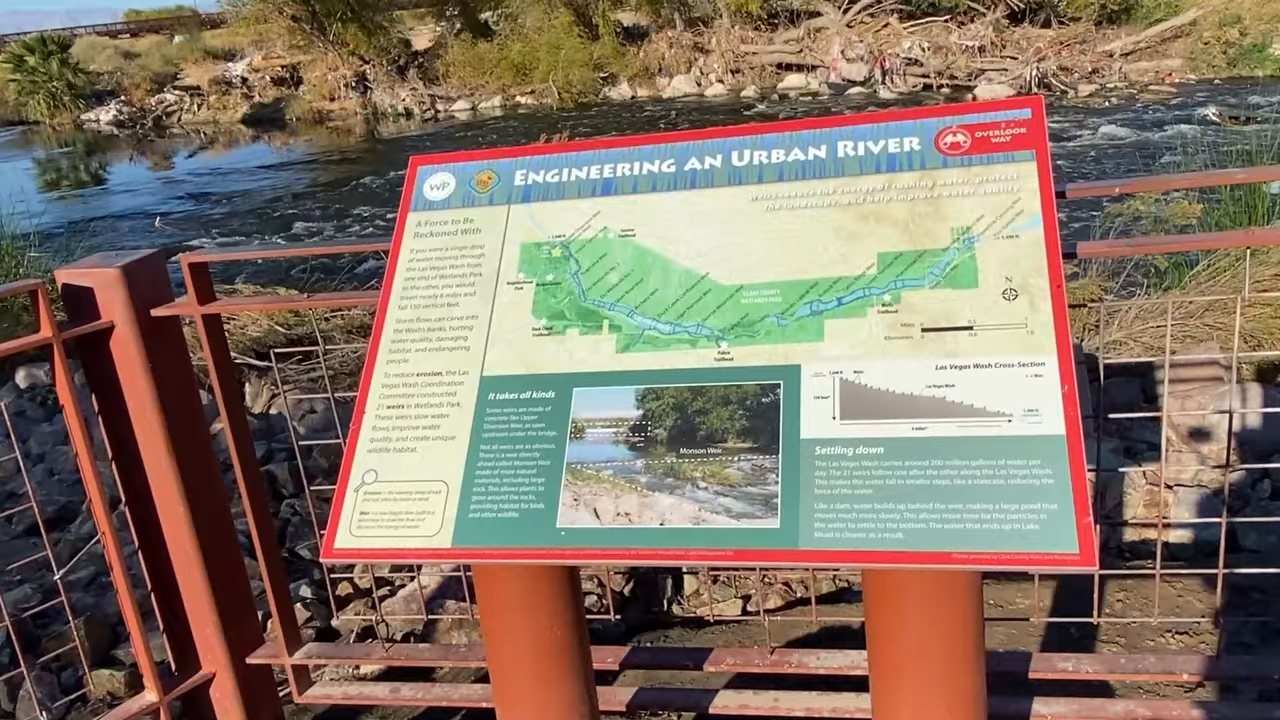 WP
ENGINEERING AN URBAN RIVER
OVERLOOK
WAY
Weirs reduce the energy of rushing water, protect
the landscape, and help improve water quality.
A Force to Be
Reckoned With
If you were a single drop
of water moving through
the Las Vegas Wash from
one end of Wetlands Park
to the other, you would
travel nearly 6 miles and
fall 150 vertical feet.
Storm flows can carve into
the Wash's banks, hurting
water quality, damaging
habitat, and endangering
people.
To reduce erosion, the Las
Vegas Wash Coordination
Committee constructed
21 weirs in Wetlands Park.
These weirs slow water
flows, improve water
quality, and create unique
wildlife habitat.
CLARK COUNTY
WETLANDS PARK
Trailhead
Trailhead
Trailhead
Pabco
Trailhead
N
Miles
Kilometers
It takes all kinds
Some weirs are made of
concrete like Upper
Diversion Weir, as seen
upstream under the bridge.
Not all weirs are as obvious.
There is a weir directly
ahead called Monson Weir
made of more natural
materials, including large
rock. This allows plants to
grow around the rocks,
providing habitat for birds
and other wildlife.
Monson Weir
Las Vegas Wash Cross-Section
Las Vegas Wash
Settling down
The Las Vegas Wash carries around 200 million gallons of water per
day. The 21 weirs follow one after the other along the Las Vegas Wash.
This makes the water fall in smaller steps, like a staircase, reducing the
force of the water.
Like a dam, water builds up behind the weir, making a large pond that
moves much more slowly. This allows more time for the particles in
the water to settle to the bottom. The water that ends up in Lake
Mead is cleaner as a result.